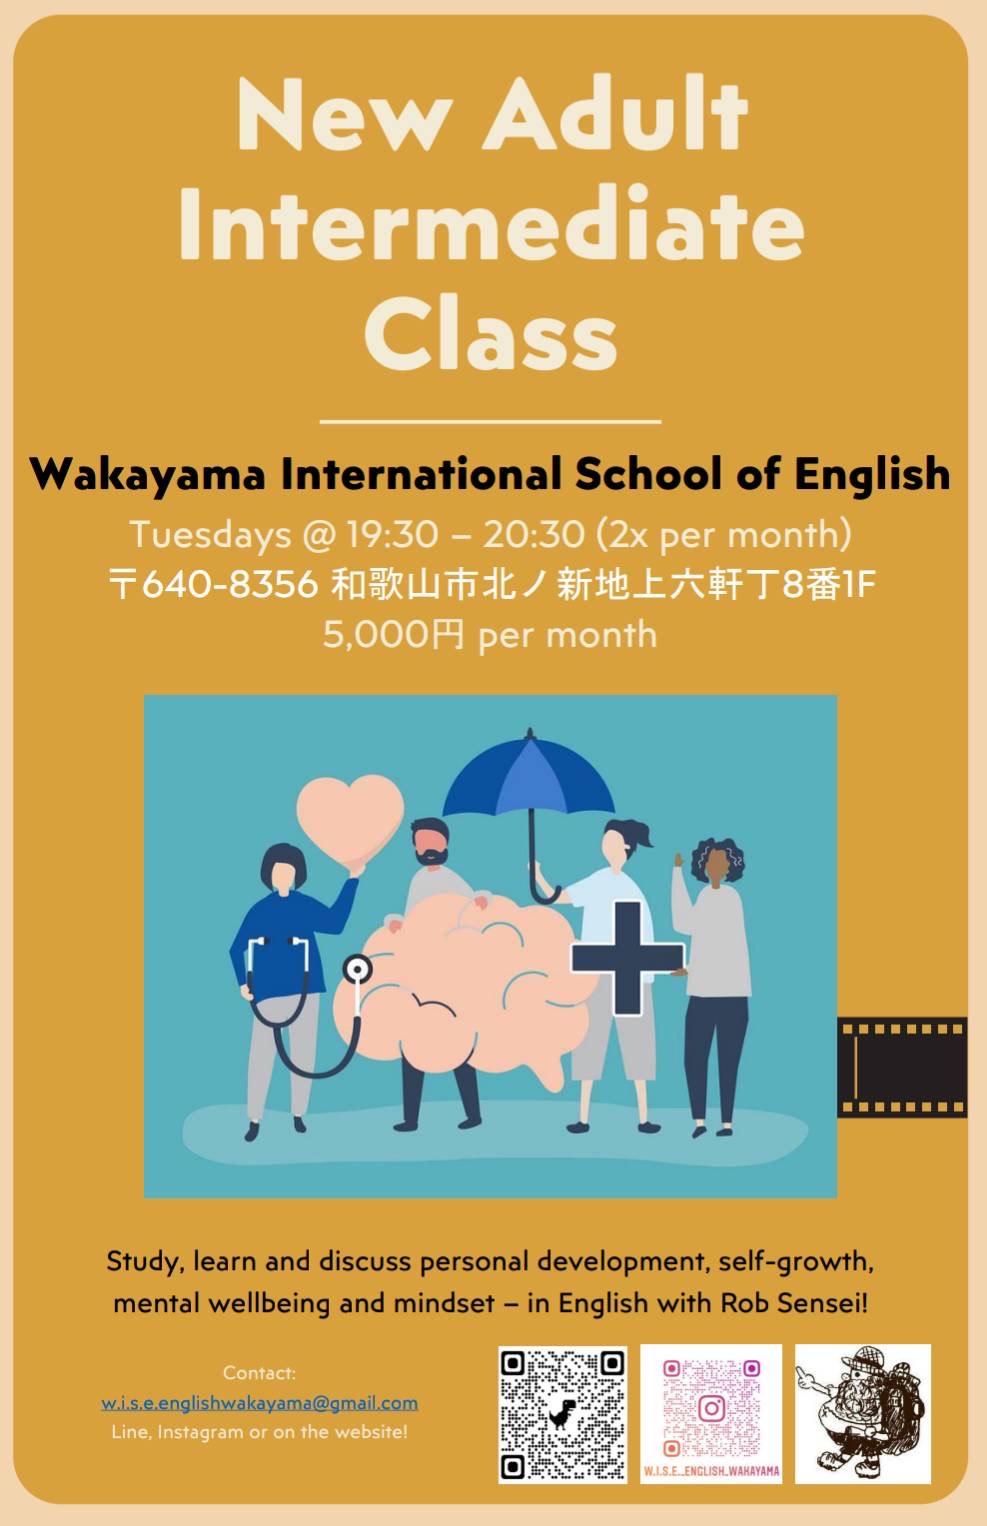 New Adult
Intermediate
Class
Wakayama International School of English
Tuesdays @ 19:30 – 20:30 (2x per month)
〒640-8356 和歌山市北ノ新地上六軒丁8番1F
5,000円 per month
Study, learn and discuss personal development, self-growth,
mental wellbeing and mindset – in English with Rob Sensei!
Contact:
w.i.s.e.englishwakayama@gmail.com
Line, Instagram or on the website!
W.I.S.E._ENGLISH_WAKAYAMA